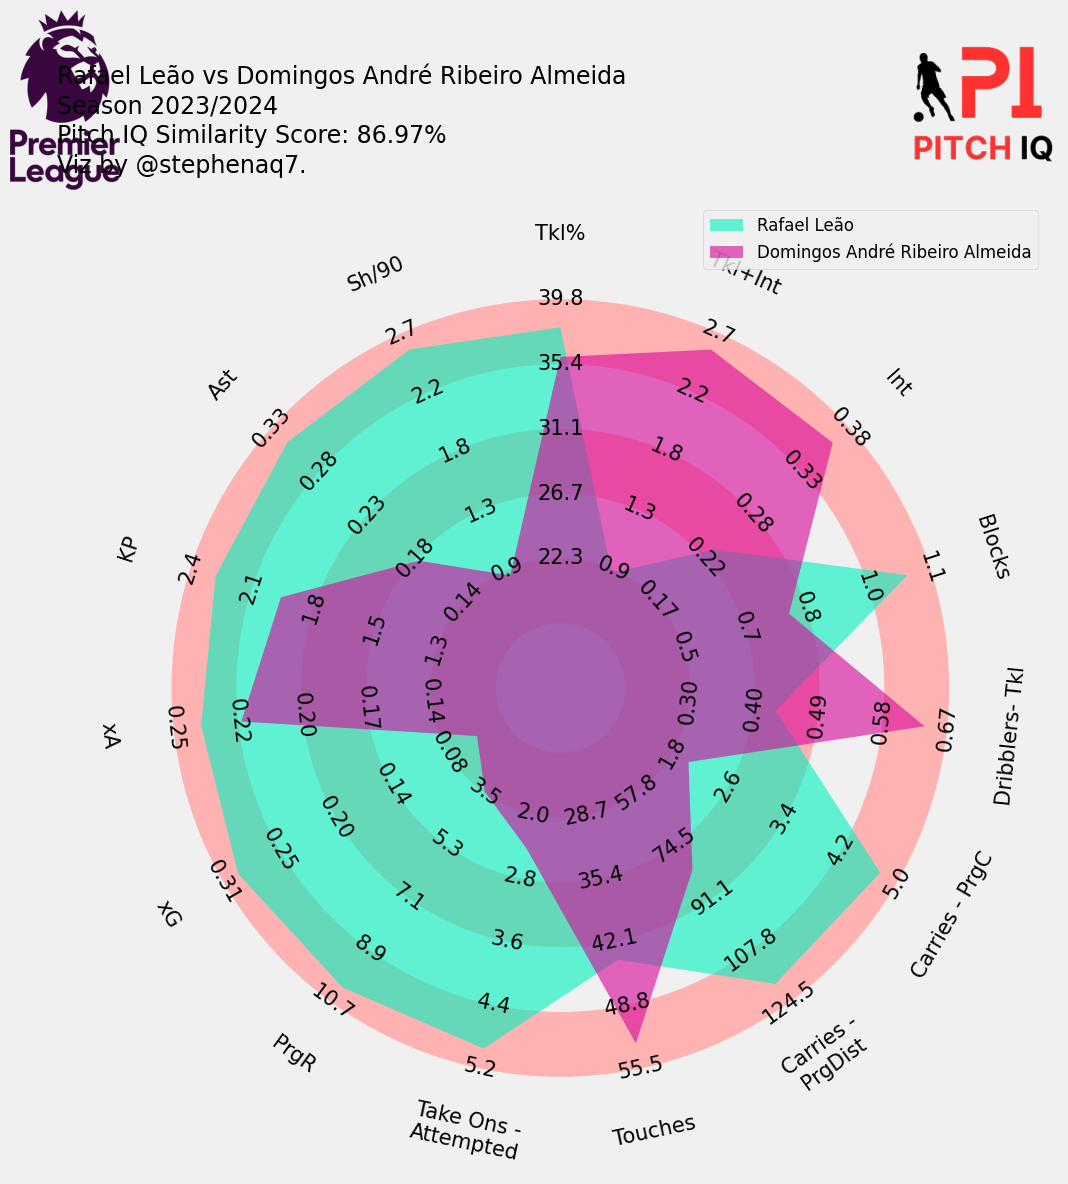 Rafael Leão vs Domingos André Ribeiro Almeida
Season 2023/2024
Pitch IQ Similarity Score: 86.97%
Viz by @stephenaq7.
Premier
League
PITCH IQ
Rafael Leão
Domingos André Ribeiro Almeida
Tkl%
39.8
35.4
31.1
26.7
22.3
Tkl+Int
2.7
2.2
1.8
1.3
0.9
Int
0.38
0.33
0.28
0.22
0.17
Blocks
1.1
1.0
0.8
0.7
0.5
Dribblers- Tkl
0.67
0.58
0.49
0.40
0.30
Carries - PrgC
5.0
4.2
3.4
2.6
1.8
Carries -
PrgDist
124.5
107.8
91.1
74.5
57.8
Touches
55.5
48.8
42.1
35.4
28.7
Take Ons -
Attempted
5.2
4.4
3.6
2.8
2.0
PrgR
10.7
8.9
7.1
5.3
3.5
xG
0.31
0.25
0.20
0.14
0.08
xA
0.25
0.22
0.20
0.17
0.14
KP
2.4
2.1
1.8
1.5
1.3
Ast
0.33
0.28
0.23
0.18
0.14
Sh/90
2.7
2.2
1.8
1.3
0.9